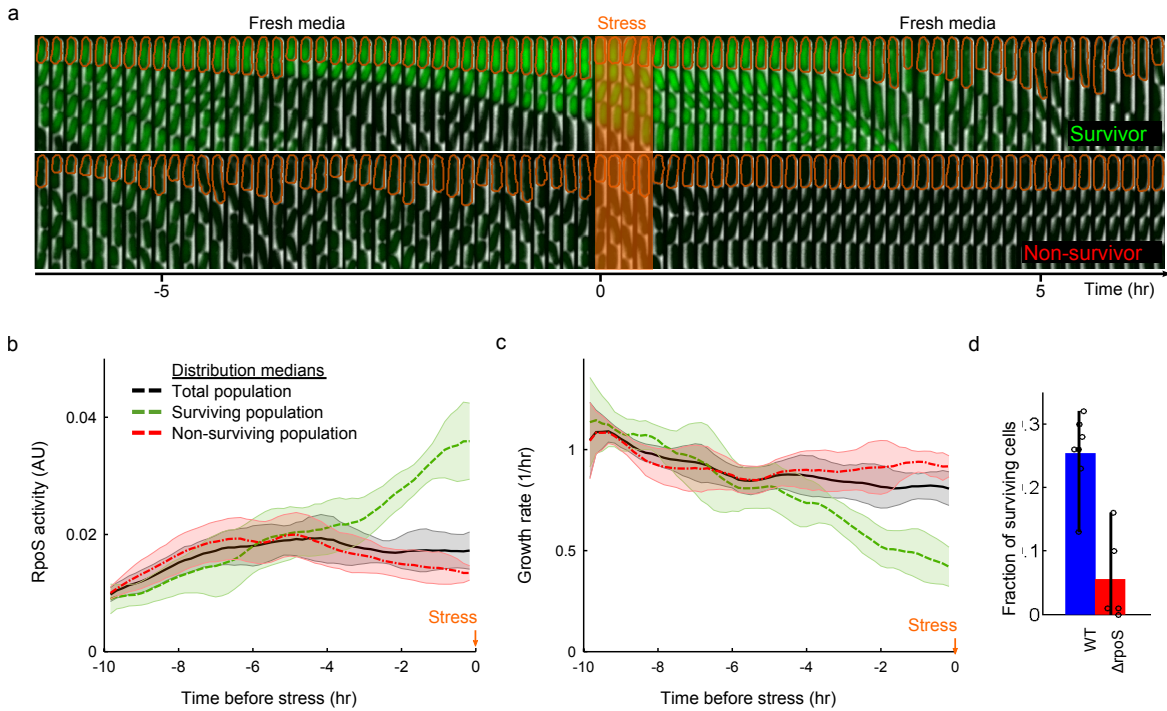 a
Fresh media
Stress
Fresh media
Survivor
Non-survivor
-5
0
5
Time (hr)
b
Distribution medians
Total population
Surviving population
Non-surviving population
0.04
0.02
0
RpoS activity (AU)
Stress
-10
-8
-6
-4
-2
0
Time before stress (hr)
c
1
0.5
0
Growth rate (1/hr)
Stress
-10
-8
-6
-4
-2
0
Time before stress (hr)
d
.3
.2
.1
0
Fraction of surviving cells
WT
ΔrpoS